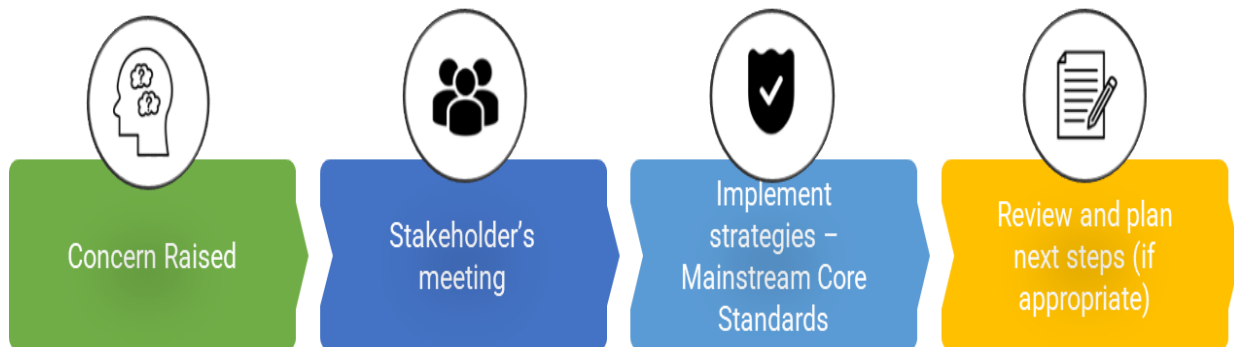 Concern Raised
Stakeholder’s
meeting
Implement
strategies –
Mainstream Core
Standards
Review and plan
next steps (if
appropriate)